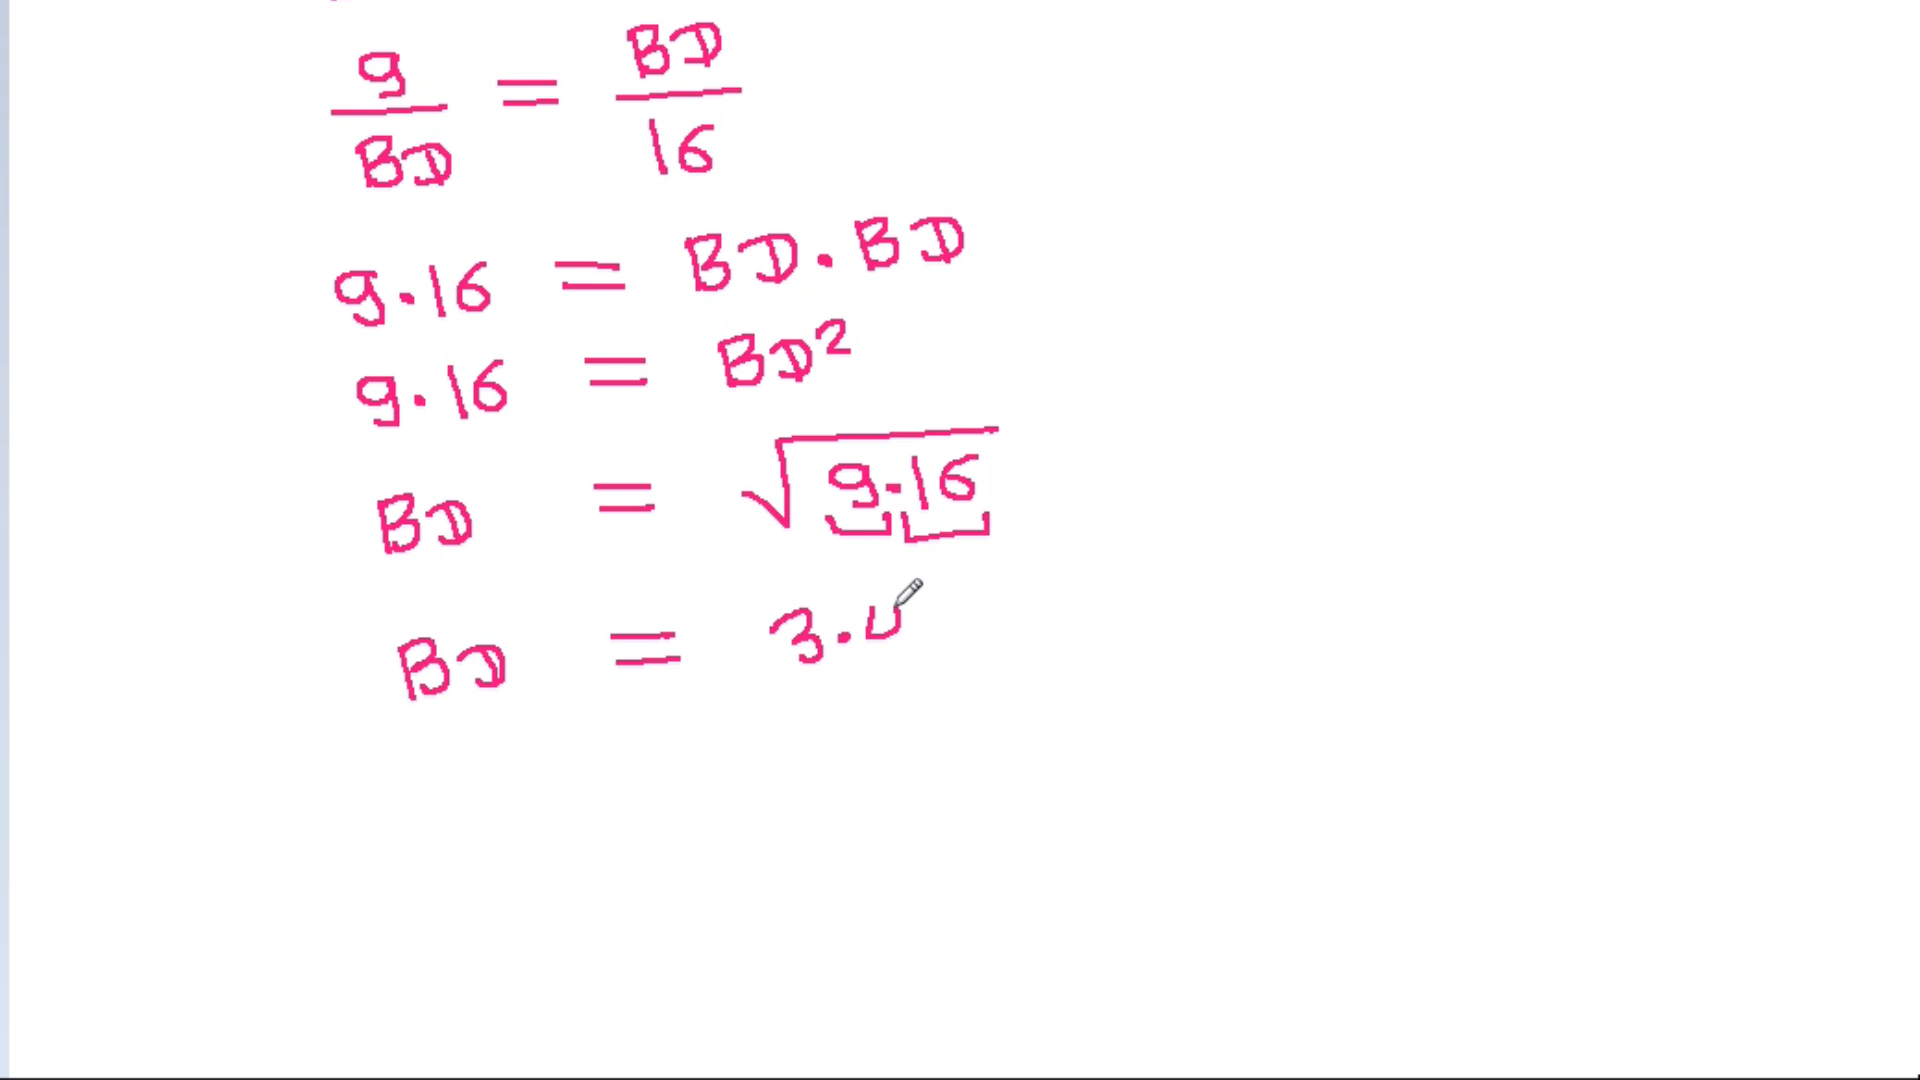 9/BD = BD/16
9.16 = BD.BD
9.16 = BD²
BD = √9.16
BD = 3.